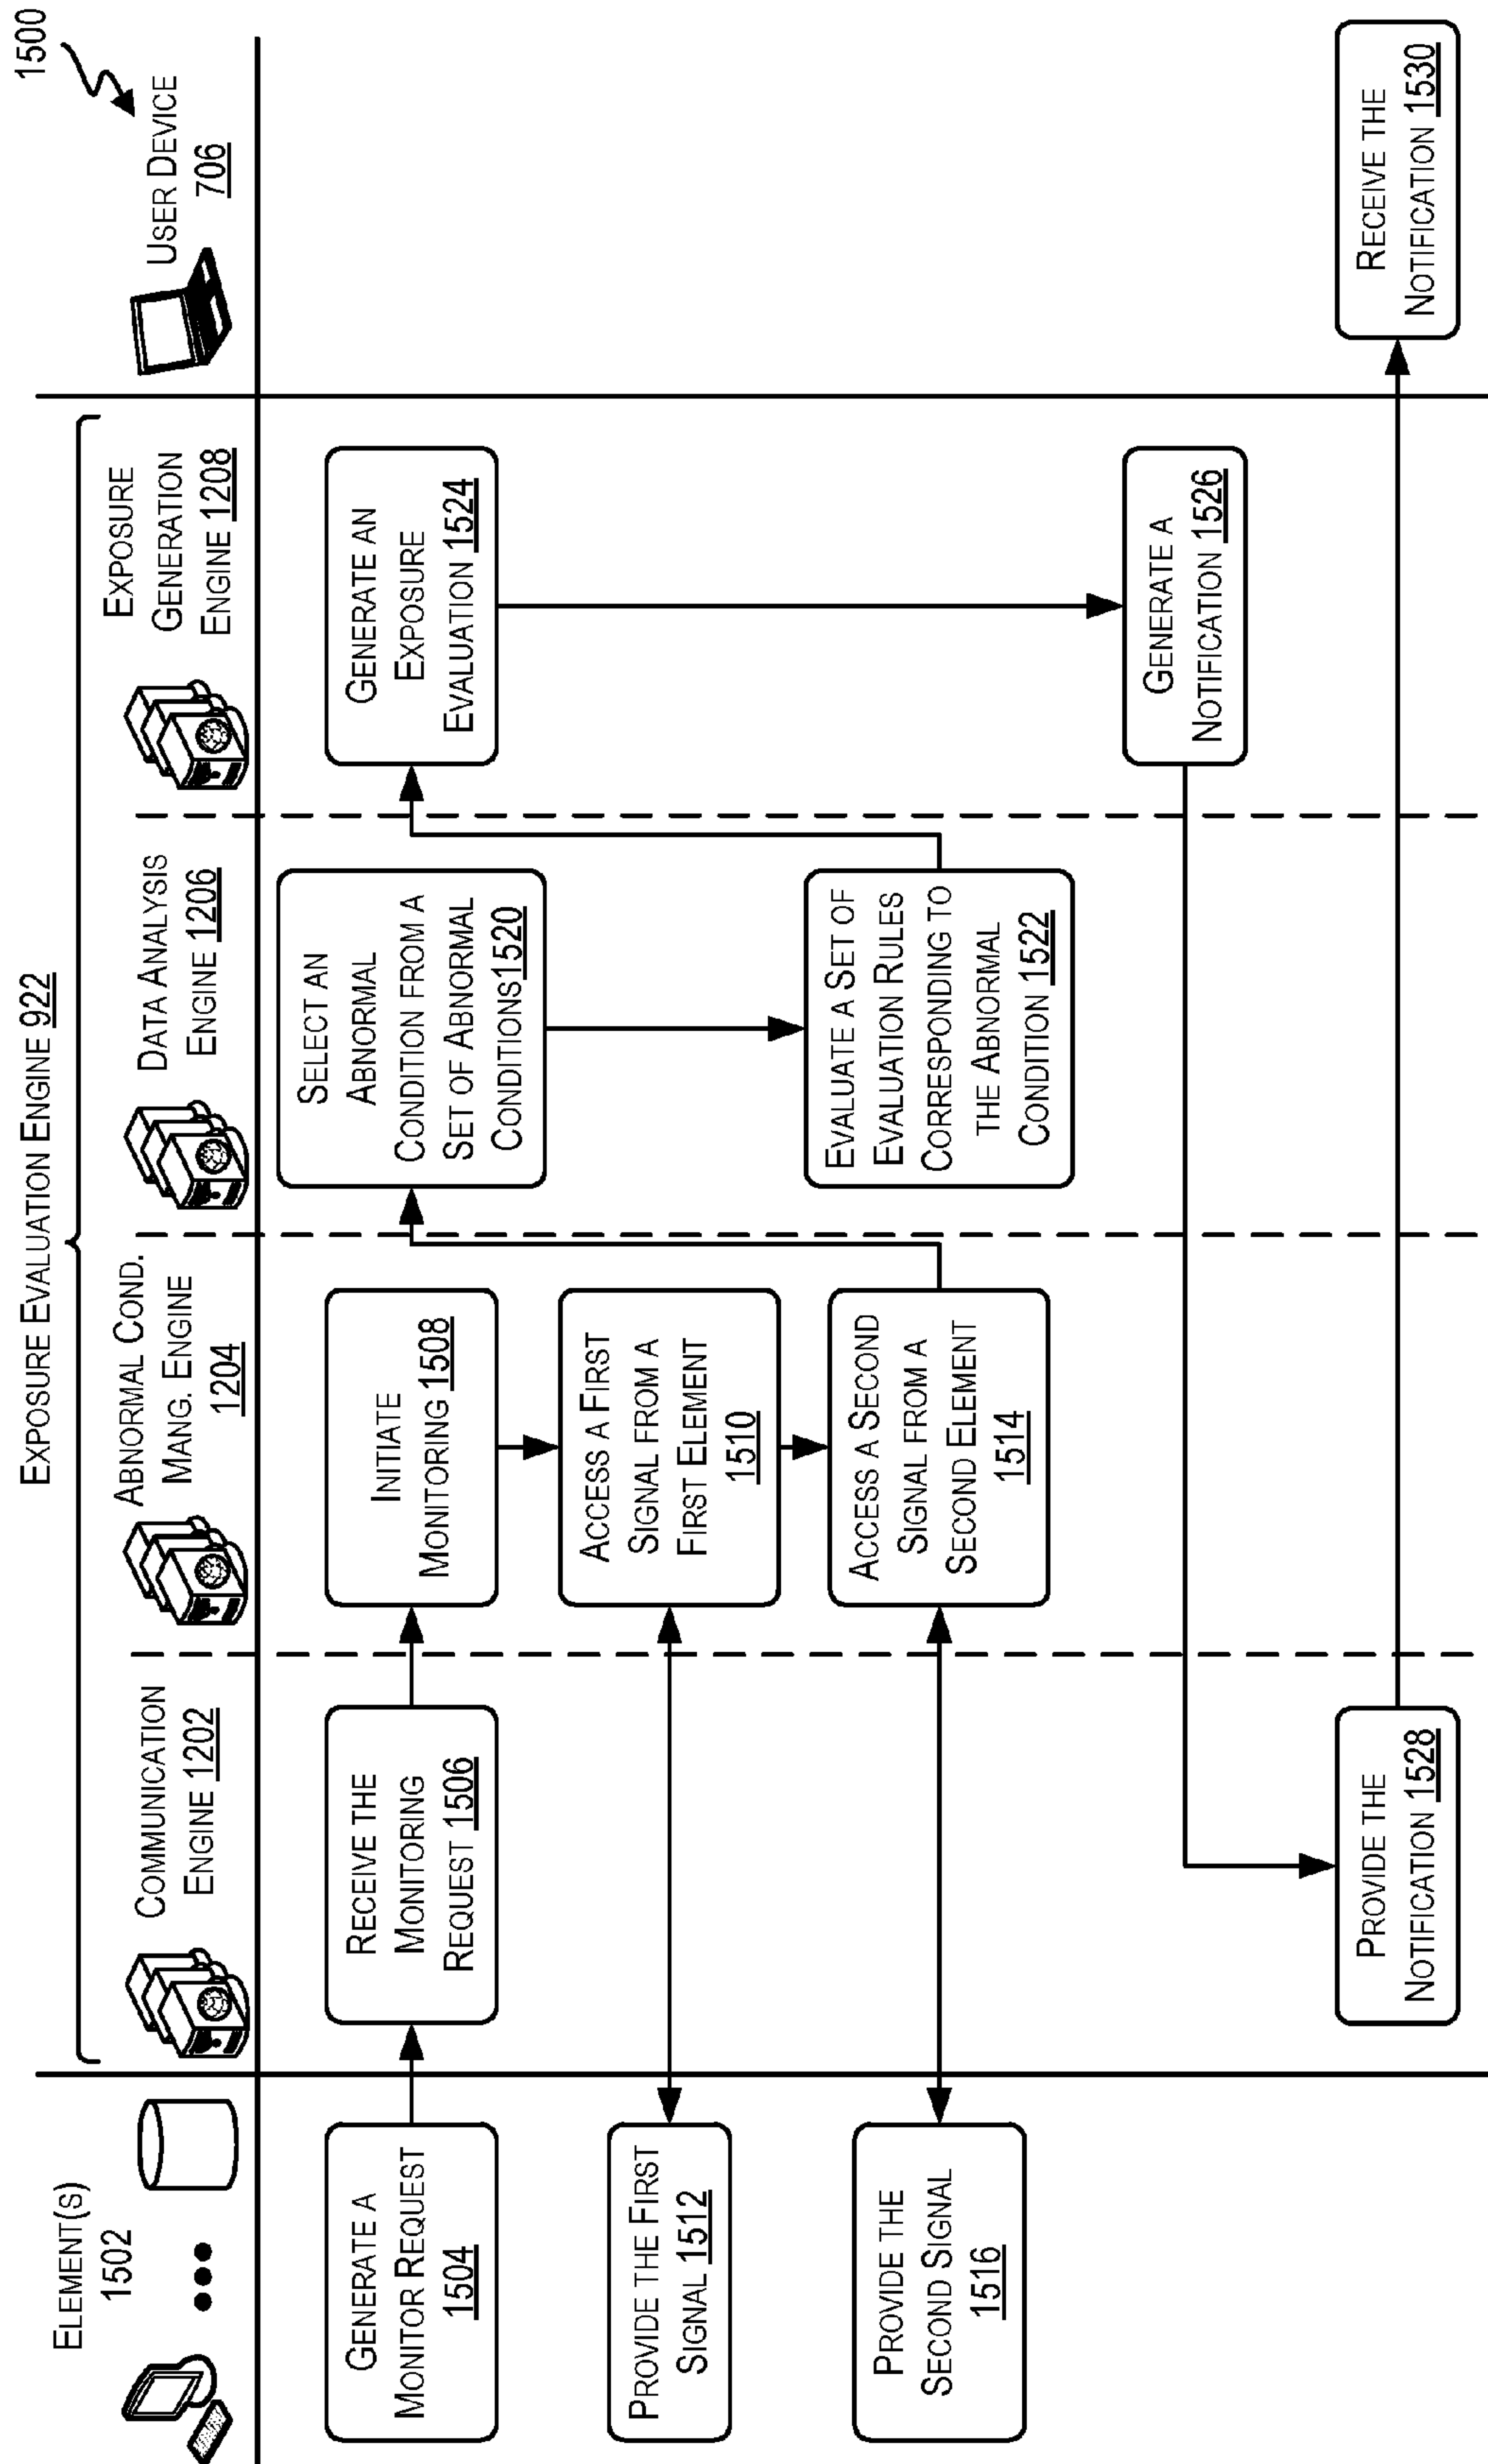 1500
EXPOSURE EVALUATION ENGINE 922
ELEMENT(S)
1502
COMMUNICATION
ENGINE 1202
ABNORMAL COND.
MANG. ENGINE
1204
DATA ANALYSIS
ENGINE 1206
EXPOSURE
GENERATION
ENGINE 1208
USER DEVICE
706
GENERATE A
MONITOR REQUEST
1504
RECEIVE THE
MONITORING
REQUEST 1506
INITIATE
MONITORING 1508
SELECT AN
ABNORMAL
CONDITION FROM A
SET OF ABNORMAL
CONDITIONS1520
GENERATE AN
EXPOSURE
EVALUATION 1524
PROVIDE THE FIRST
SIGNAL 1512
ACCESS A FIRST
SIGNAL FROM A
FIRST ELEMENT
1510
PROVIDE THE
SECOND SIGNAL
1516
ACCESS A SECOND
SIGNAL FROM A
SECOND ELEMENT
1514
EVALUATE A SET OF
EVALUATION RULES
CORRESPONDING TO
THE ABNORMAL
CONDITION 1522
GENERATE A
NOTIFICATION 1526
PROVIDE THE
NOTIFICATION 1528
RECEIVE THE
NOTIFICATION 1530